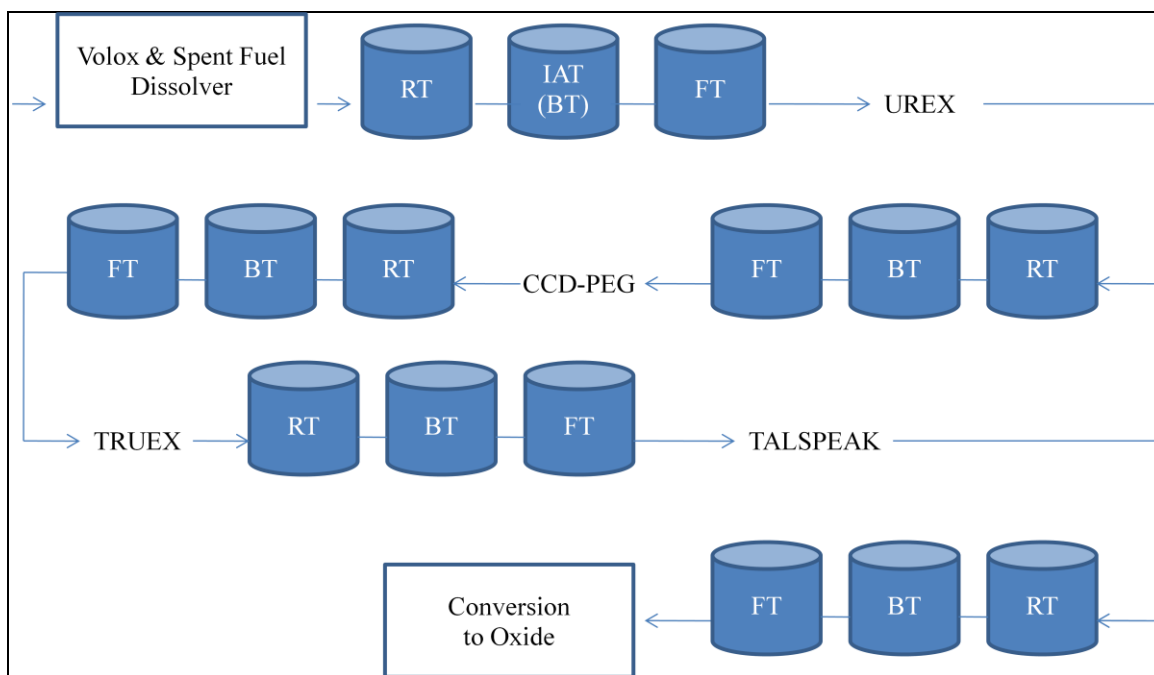 Volox & Spent Fuel
Dissolver
RT
IAT
(BT)
FT
UREX
FT
BT
RT
CCD-PEG
FT
BT
RT
TRUEX
RT
BT
FT
TALSPEAK
Conversion
to Oxide
FT
BT
RT